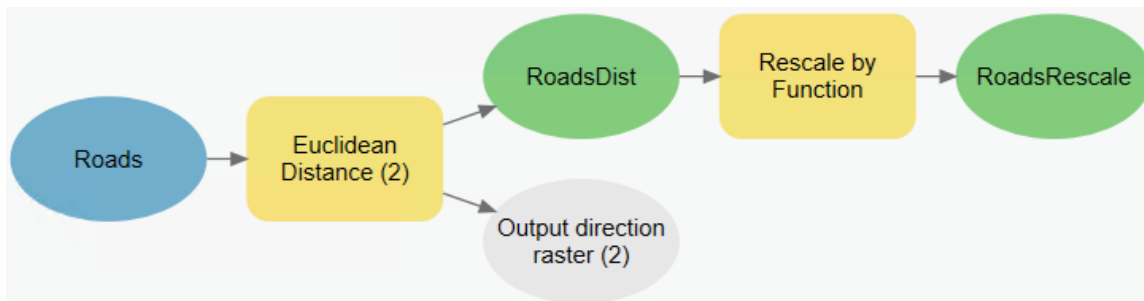 Roads
Euclidean
Distance (2)
RoadsDist
Output direction
raster (2)
Rescale by
Function
RoadsRescale